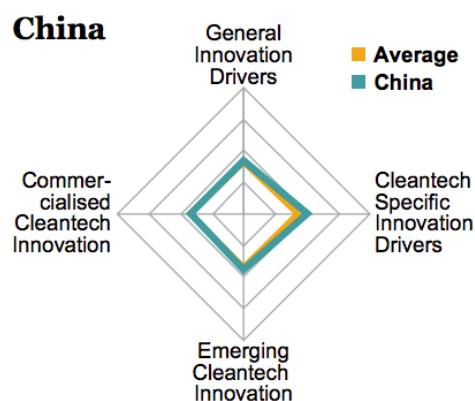 China
General
Innovation
Drivers
Average
China
Commer-
cialised
Cleantech
Innovation
Cleantech
Specific
Innovation
Drivers
Emerging
Cleantech
Innovation